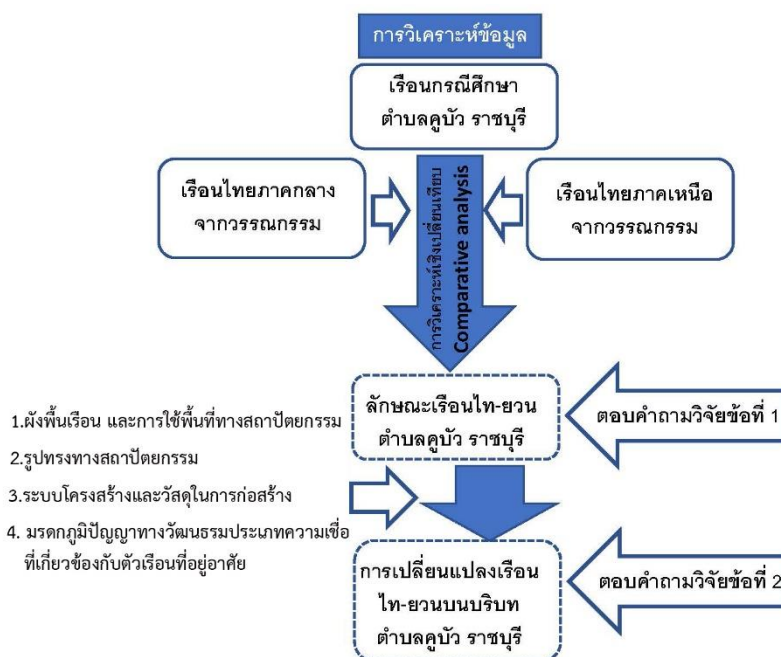 การวิเคราะห์ข้อมูล
เรือนกรณีศึกษา
ตำบลคูบัว ราชบุรี
เรือนไทยภาคกลาง
จากวรรณกรรม
การวิเคราะห์เชิงเปลี่ยนเทียบ
Comparative analysis
เรือนไทยภาคเหนือ
จากวรรณกรรม
ลักษณะเรือนไท-ยวน
ตำบลคูบัว ราชบุรี
ตอบคำถามวิจัยข้อที่ 1
1.ผังพื้นเรือน และการใช้พื้นที่ทางสถาปัตยกรรม
2.รูปทรงทางสถาปัตยกรรม
3.ระบบโครงสร้างและวัสดุในการก่อสร้าง
4. มรดกภูมิปัญญาทางวัฒนธรมประเภทความเชื่อ
ที่เกี่ยวข้องกับตัวเรือนที่อยู่อาศัย
การเปลี่ยนแปลงเรือน
ไท-ยวนบนบริบท
ตำบลคูบัว ราชบุรี
ตอบคำถามวิจัยข้อที่ 2